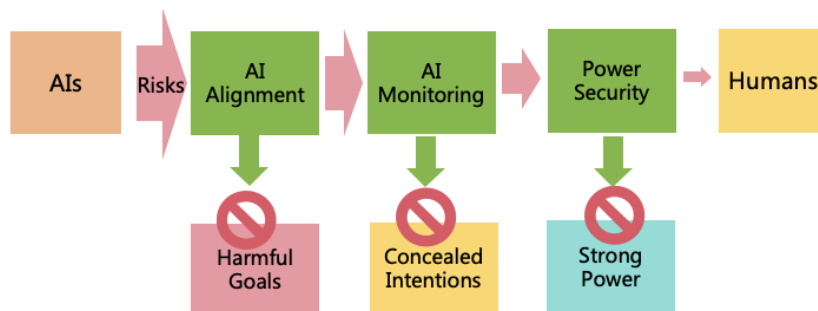 AIs
Risks
AI
Alignment
AI
Monitoring
Power
Security
Humans
Harmful
Goals
Concealed
Intentions
Strong
Power